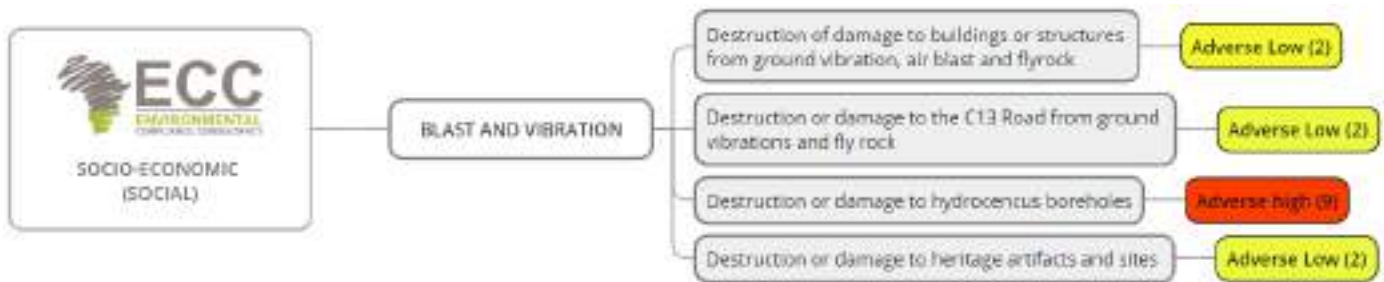 ECC
ENVIRONMENTAL
COMPLIANCE CONSULTANCY
SOCIO-ECONOMIC
(SOCIAL)
BLAST AND VIBRATION
Destruction of damage to buildings or structures
from ground vibration, air blast and flyrock
Adverse Low (2)
Destruction or damage to the C13 Road from ground
vibrations and fly rock
Adverse Low (2)
Destruction or damage to hydrocencus boreholes
Adverse high (9)
Destruction or damage to heritage artifacts and sites
Adverse Low (2)